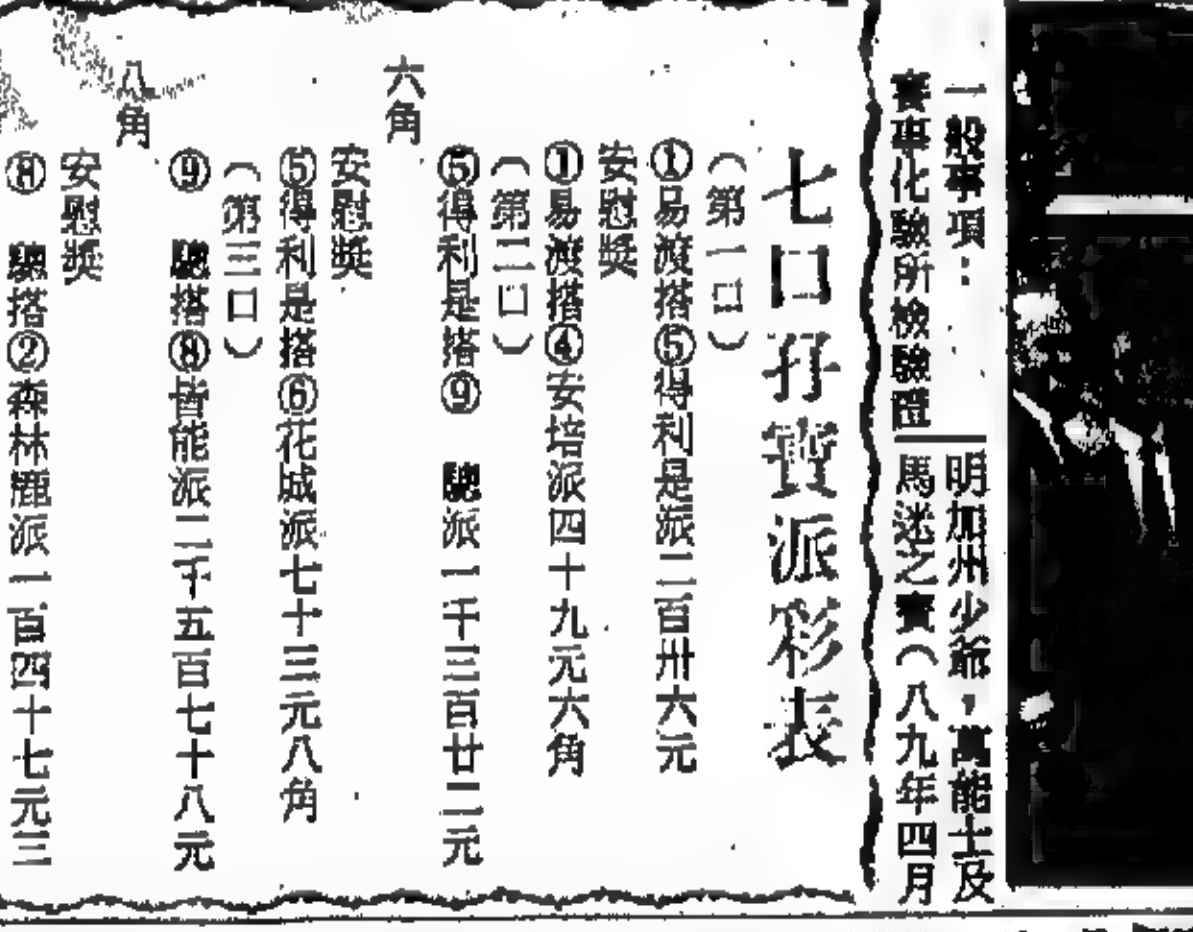 一般事項：
賽事化驗所檢驗證
明加州少爺，萬能士及
馬迷之寶（八九年四月
七口孖寶派彩表
（第一口）
①易渡搭⑤得利是派二百卅六元
安慰獎
①易渡搭④安培派四十九元六角
（第二口）
⑤得利是搭⑨　驄派一千三百廿二元
六角
安慰獎
⑤得利是搭⑥花城派七十三元八角
（第三口）
⑨　驄搭⑧皆能派二千五百七十八元
八角
安慰獎
⑧　驄搭②森林鹿派一百四十七元三